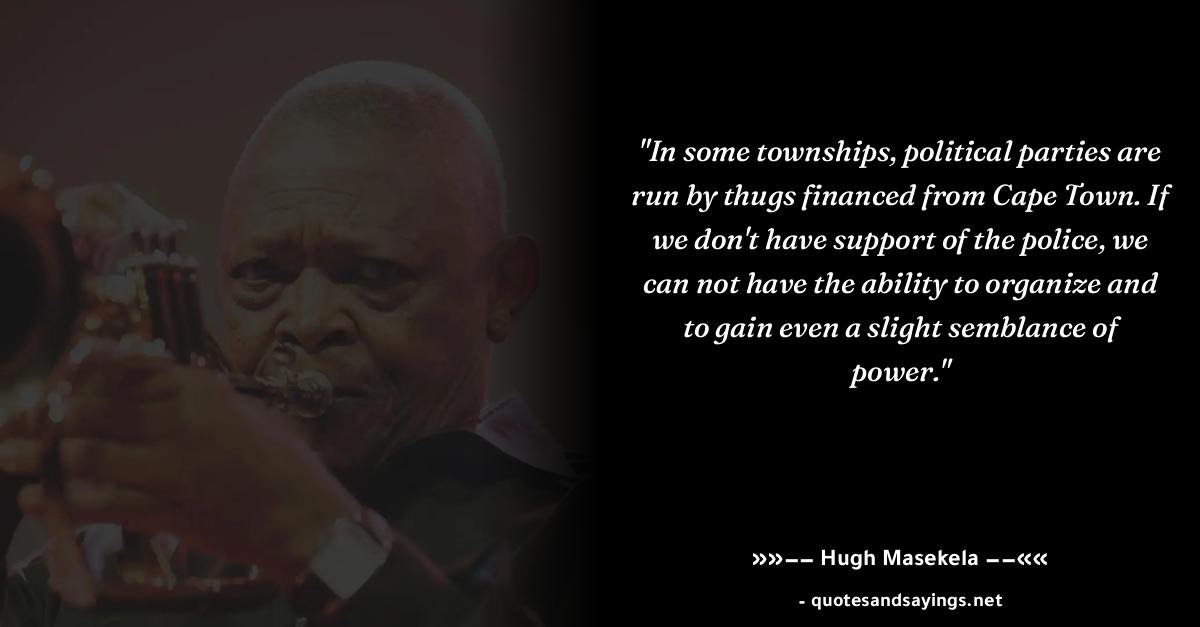 "In some townships, political parties are
run by thugs financed from Cape Town. If
we don't have support of the police, we
can not have the ability to organize and
to gain even a slight semblance of
power."
»»−− Hugh Masekela −−««
- quotesandsayings.net